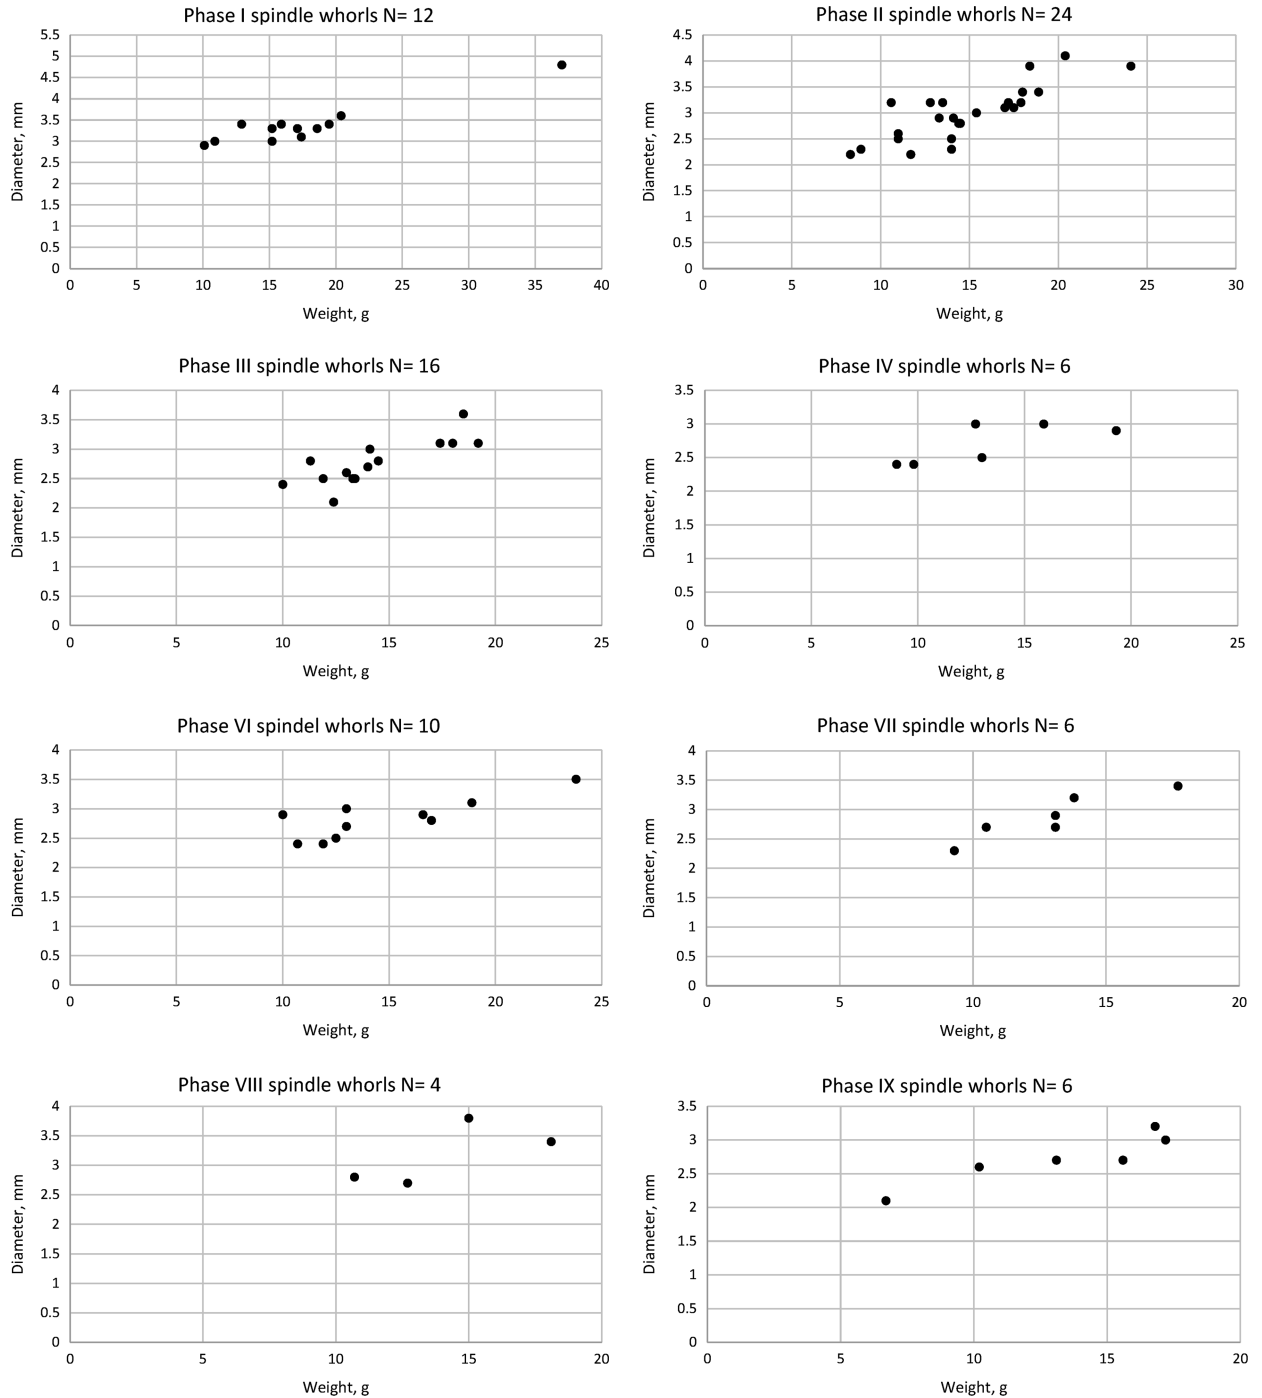 Phase I spindle whorls N= 12
5.5
5
4.5
4
3.5
3
2.5
2
1.5
1
0.5
0
Diameter, mm
0 5 10 15 20 25 30 35 40
Weight, g
Phase II spindle whorls N= 24
4.5
4
3.5
3
2.5
2
1.5
1
0.5
0
Diameter, mm
0 5 10 15 20 25 30
Weight, g
Phase III spindle whorls N= 16
4
3.5
3
2.5
2
1.5
1
0.5
0
Diameter, mm
0 5 10 15 20 25
Weight, g
Phase IV spindle whorls N= 6
3.5
3
2.5
2
1.5
1
0.5
0
Diameter, mm
0 5 10 15 20 25
Weight, g
Phase VI spindel whorls N= 10
4
3.5
3
2.5
2
1.5
1
0.5
0
Diameter, mm
0 5 10 15 20 25
Weight, g
Phase VII spindle whorls N= 6
4
3.5
3
2.5
2
1.5
1
0.5
0
Diameter, mm
0 5 10 15 20
Weight, g
Phase VIII spindle whorls N= 4
4
3.5
3
2.5
2
1.5
1
0.5
0
Diameter, mm
0 5 10 15 20
Weight, g
Phase IX spindle whorls N= 6
3.5
3
2.5
2
1.5
1
0.5
0
Diameter, mm
0 5 10 15 20
Weight, g